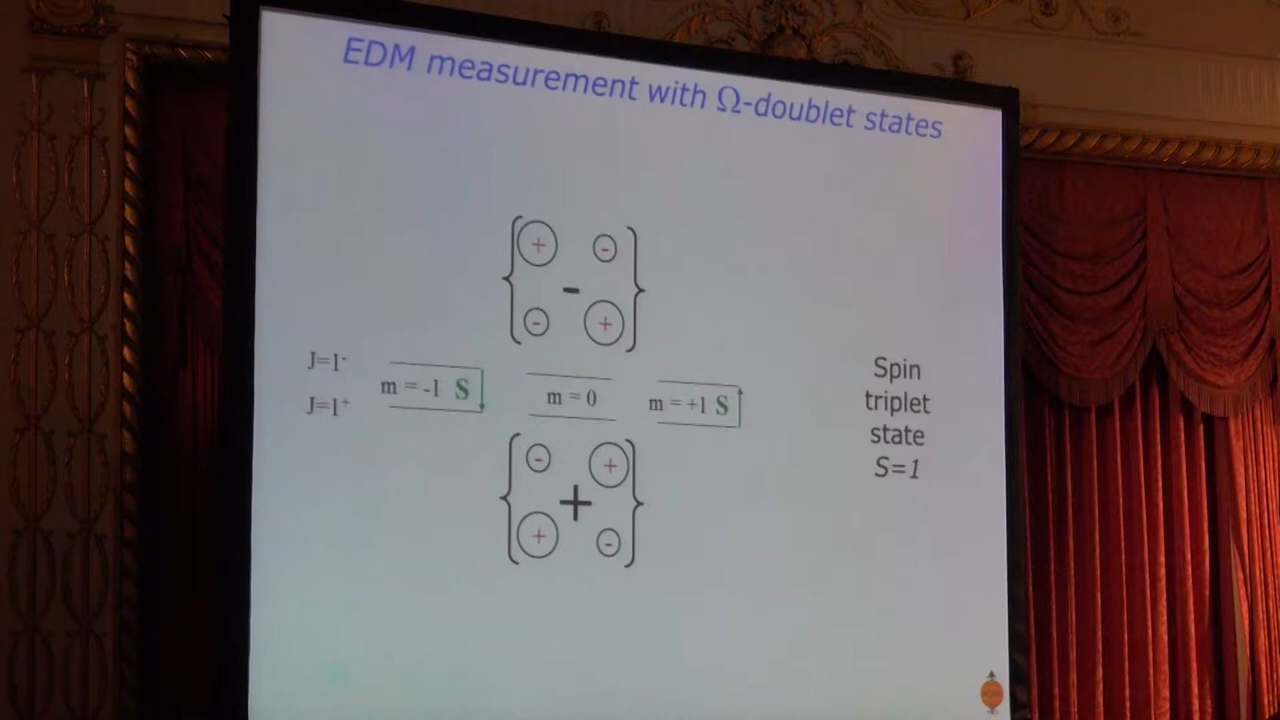 EDM measurement with Ω-doublet states
{+ -
-
- +}
J=1⁻
J=1⁺
m = -1 S
m = 0
m = +1 S
{- +
+
+ -}
Spin
triplet
state
S=1